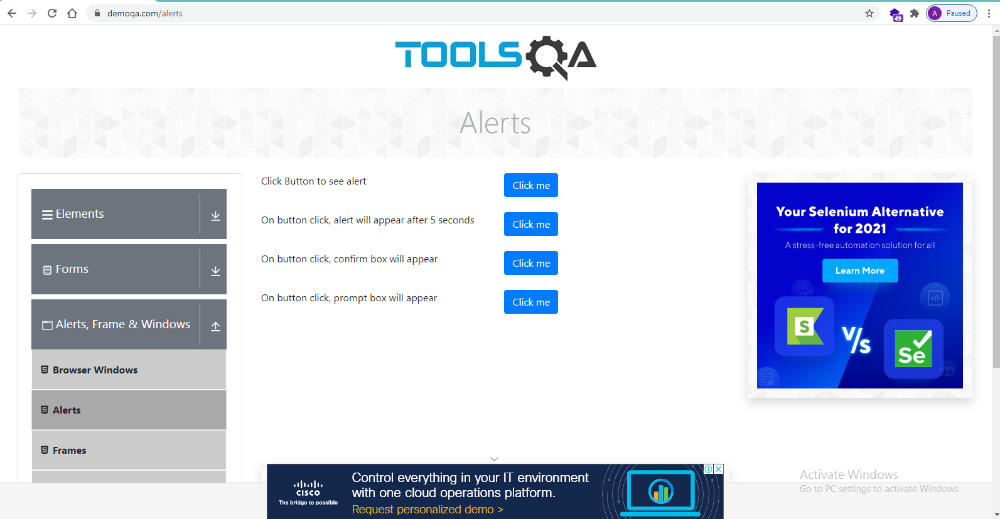 demoqa.com/alerts
49
A
Paused
TOOLSQA
Alerts
Elements
Forms
Alerts, Frame & Windows
Browser Windows
Alerts
Frames
Click Button to see alert
Click me
On button click, alert will appear after 5 seconds
Click me
On button click, confirm box will appear
Click me
On button click, prompt box will appear
Click me
Your Selenium Alternative
for 2021
A stress-free automation solution for all
Learn More
S
V/s
Se
CISCO
The bridge to possible
Control everything in your IT environment
with one cloud operations platform.
Request personalized demo >
Activate Windows
Go to PC settings to activate Windows.